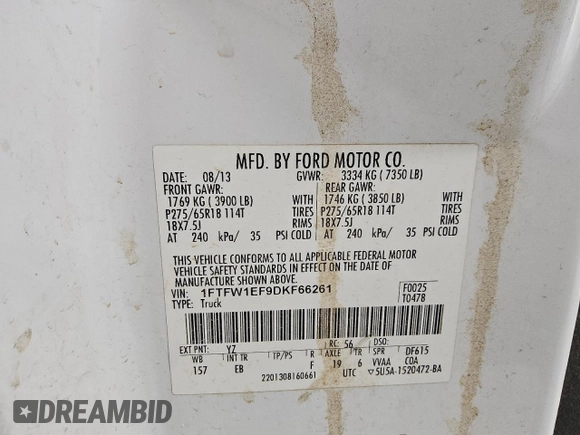 MFD. BY FORD MOTOR CO.
DATE: 08/13 GVWR: 3334 KG ( 7350 LB)
FRONT GAWR: REAR GAWR:
1769 KG ( 3900 LB) WITH 1746 KG ( 3850 LB) WITH
P275/65R18 114T TIRES P275/65R18 114T TIRES
18X7.5J RIMS 18X7.5J RIMS
AT 240 kPa/ 35 PSI COLD AT 240 kPa/ 35 PSI COLD
THIS VEHICLE CONFORMS TO ALL APPLICABLE FEDERAL MOTOR
VEHICLE SAFETY STANDARDS IN EFFECT ON THE DATE OF
MANUFACTURE SHOWN ABOVE.
VIN: 1FTFW1EF9DKF66261 F0025
TYPE: Truck T0478
EXT PNT: YZ RC: 56 DSO:
WB INT TR TP/PS R AXLE TR SPR DF615
157 EB F 19 6 VVAA COA
2201308160661 UTC ▽5U5A-1520472-BA
DREAMBID